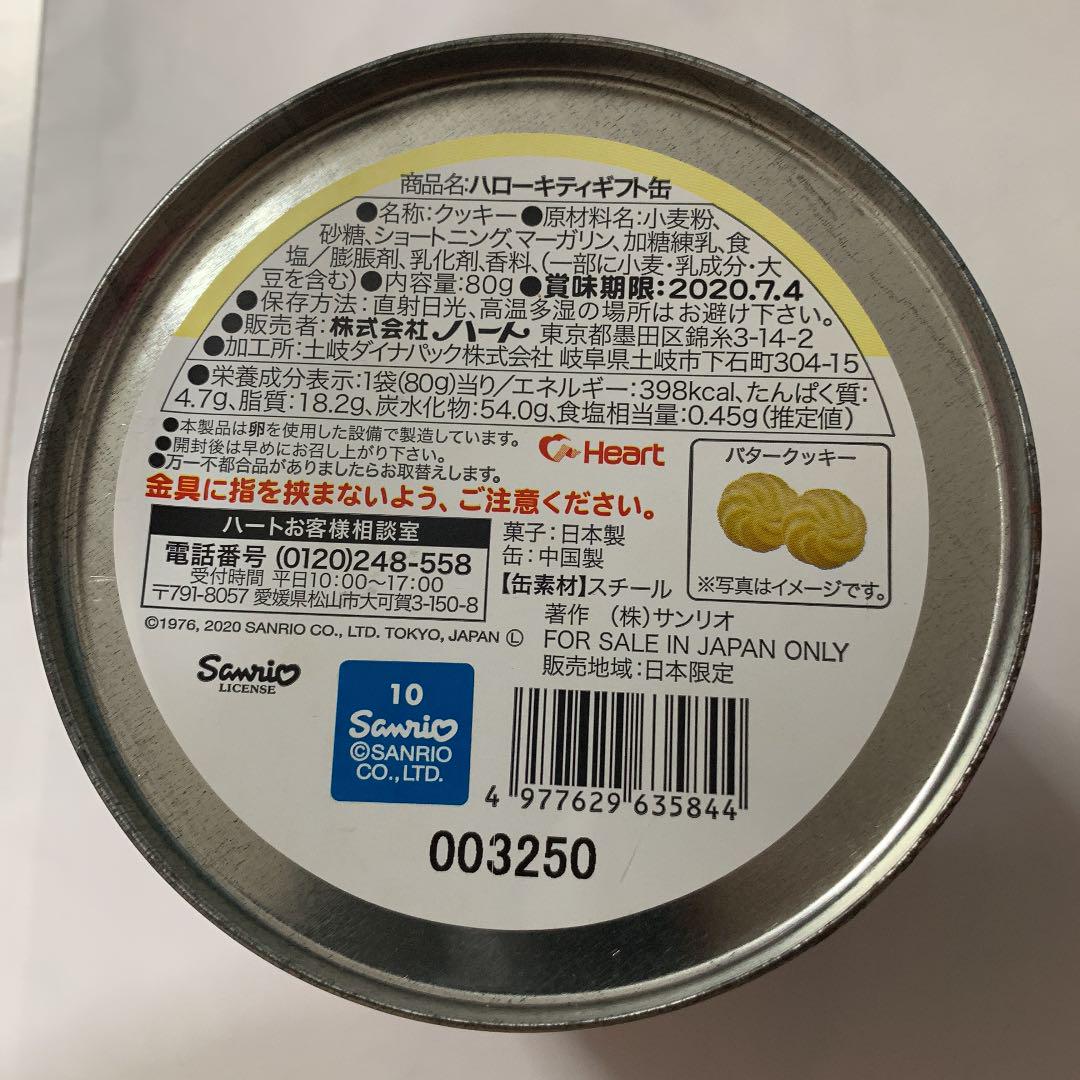 商品名:ハローキティギフト缶
●名称:クッキー●原材料名:小麦粉、
砂糖、ショートニング、マーガリン、加糖練乳、食
塩/膨脹剤、乳化剤、香料、(一部に小麦・乳成分・大
豆を含む)●内容量:80g●賞味期限:2020.7.4
●保存方法:直射日光、高温多湿の場所はお避け下さい。
●販売者:株式会社ハート 東京都墨田区錦糸3-14-2
●加工所:土岐ダイナパック株式会社 岐阜県土岐市下石町304-15
●栄養成分表示:1袋(80g)当り/エネルギー:398kcal、たんぱく質:
4.7g、脂質:18.2g、炭水化物:54.0g、食塩相当量:0.45g(推定値)
●本製品は卵を使用した設備で製造しています。
●開封後は早めにお召し上がり下さい。
●万一不都合品がありましたらお取替えします。
Heart
金具に指を挟まないよう、ご注意ください。
バタークッキー
※写真はイメージです。
ハートお客様相談室
電話番号 (0120)248-558
受付時間 平日10:00〜17:00
〒791-8057 愛媛県松山市大可賀3-150-8
菓子:日本製
缶:中国製
【缶素材】スチール
著作 (株)サンリオ
©1976, 2020 SANRIO CO., LTD. TOKYO, JAPAN Ⓛ
FOR SALE IN JAPAN ONLY
販売地域:日本限定
Sanrio
LICENSE
10
Sanrio
©SANRIO
CO.,LTD.
4 977629 635844
003250